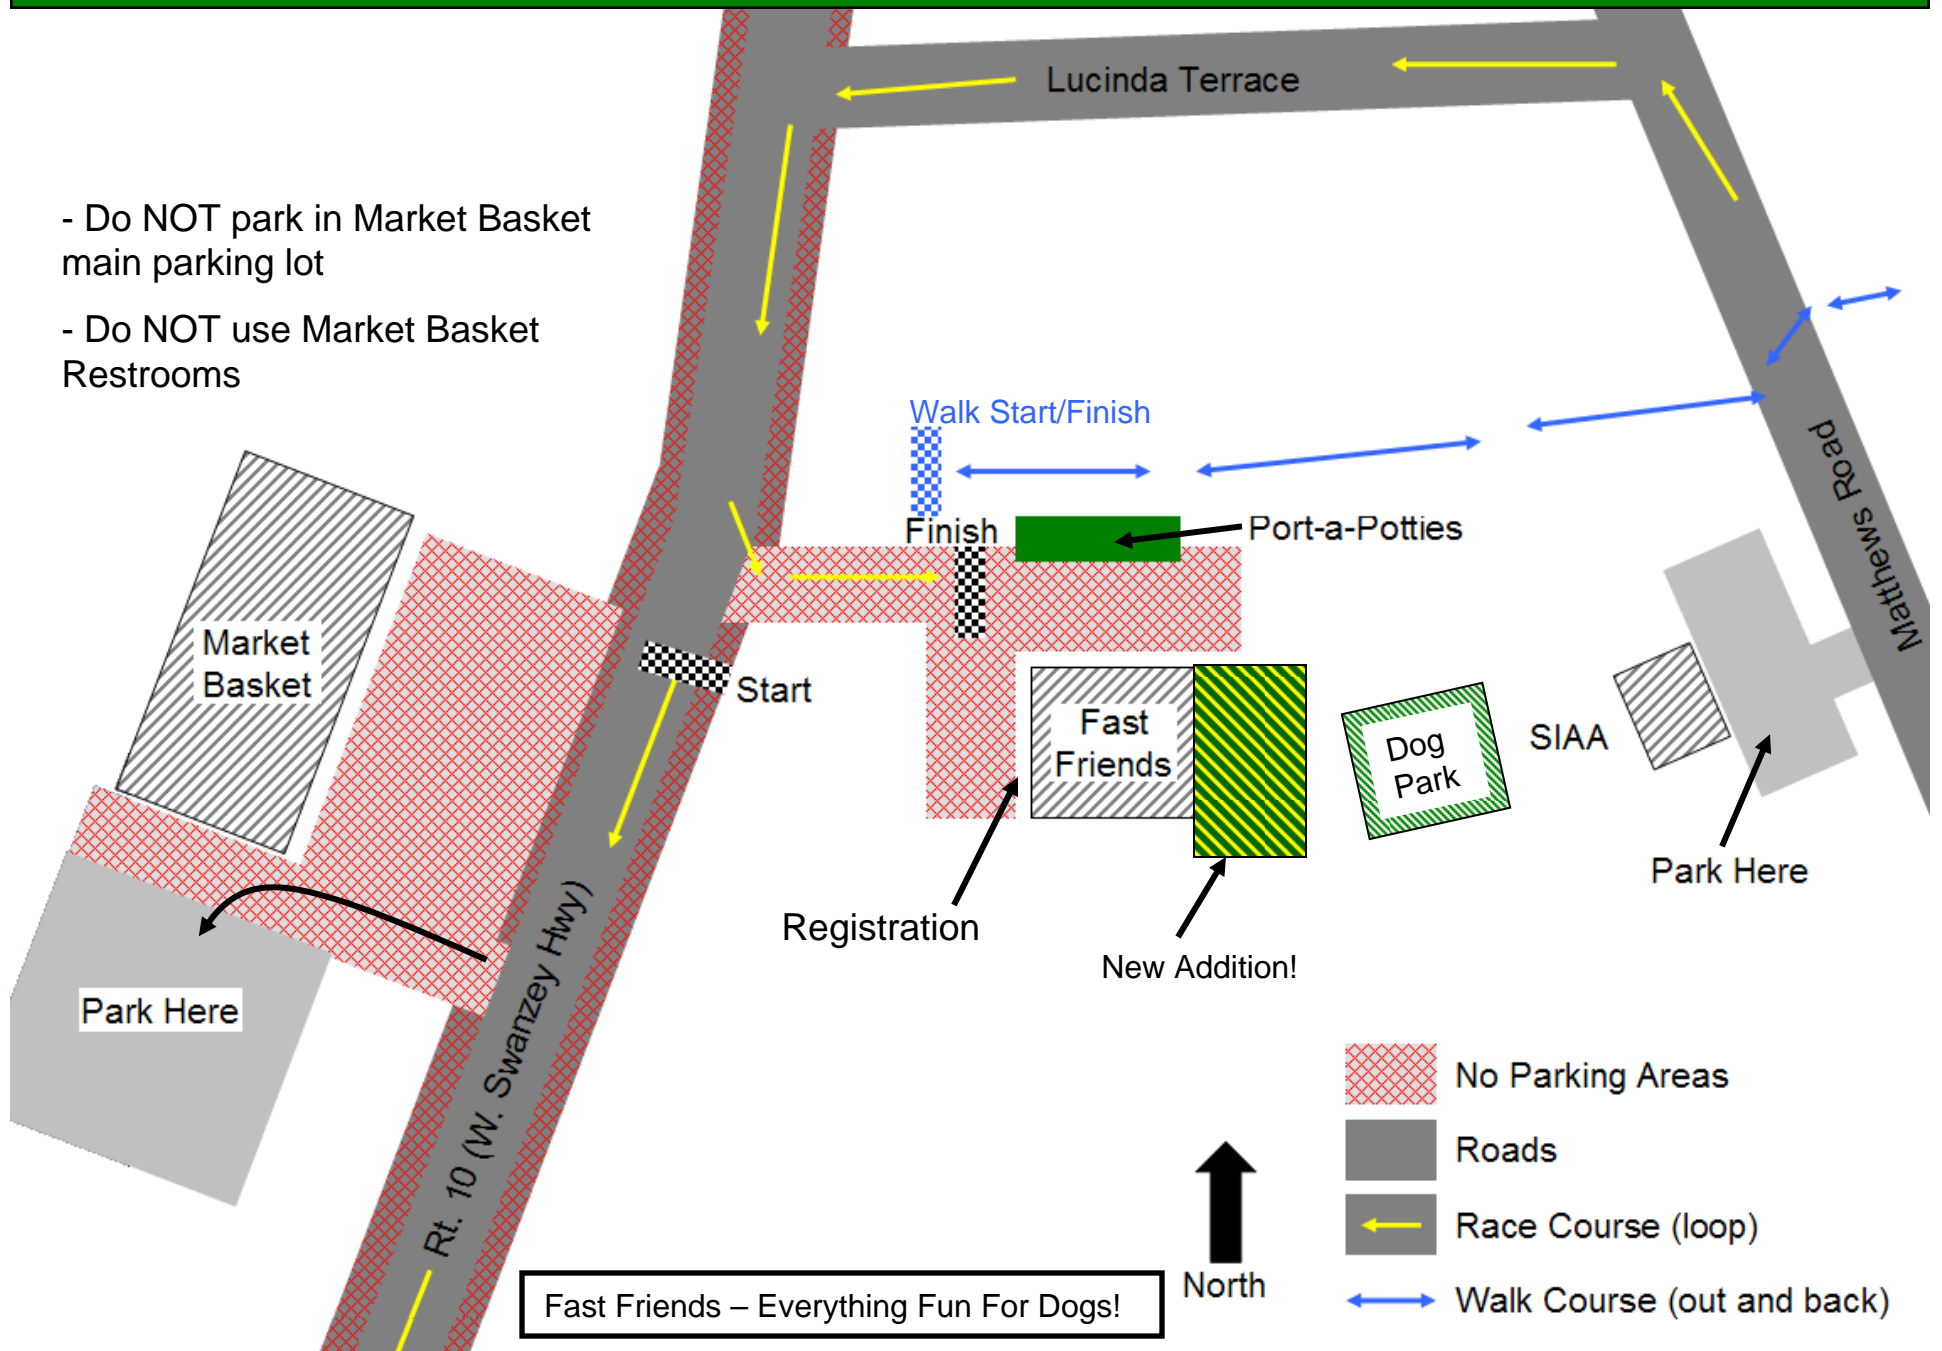 Lucinda Terrace
- Do NOT park in Market Basket
main parking lot
- Do NOT use Market Basket
Restrooms
Walk Start/Finish
Finish
Port-a-Potties
Matthews Road
Market
Basket
Start
Fast
Friends
Dog
Park
SIAA
Park Here
Registration
New Addition!
Park Here
Rt. 10 (W. Swanzey Hwy)
No Parking Areas
Roads
Race Course (loop)
Walk Course (out and back)
North
Fast Friends – Everything Fun For Dogs!